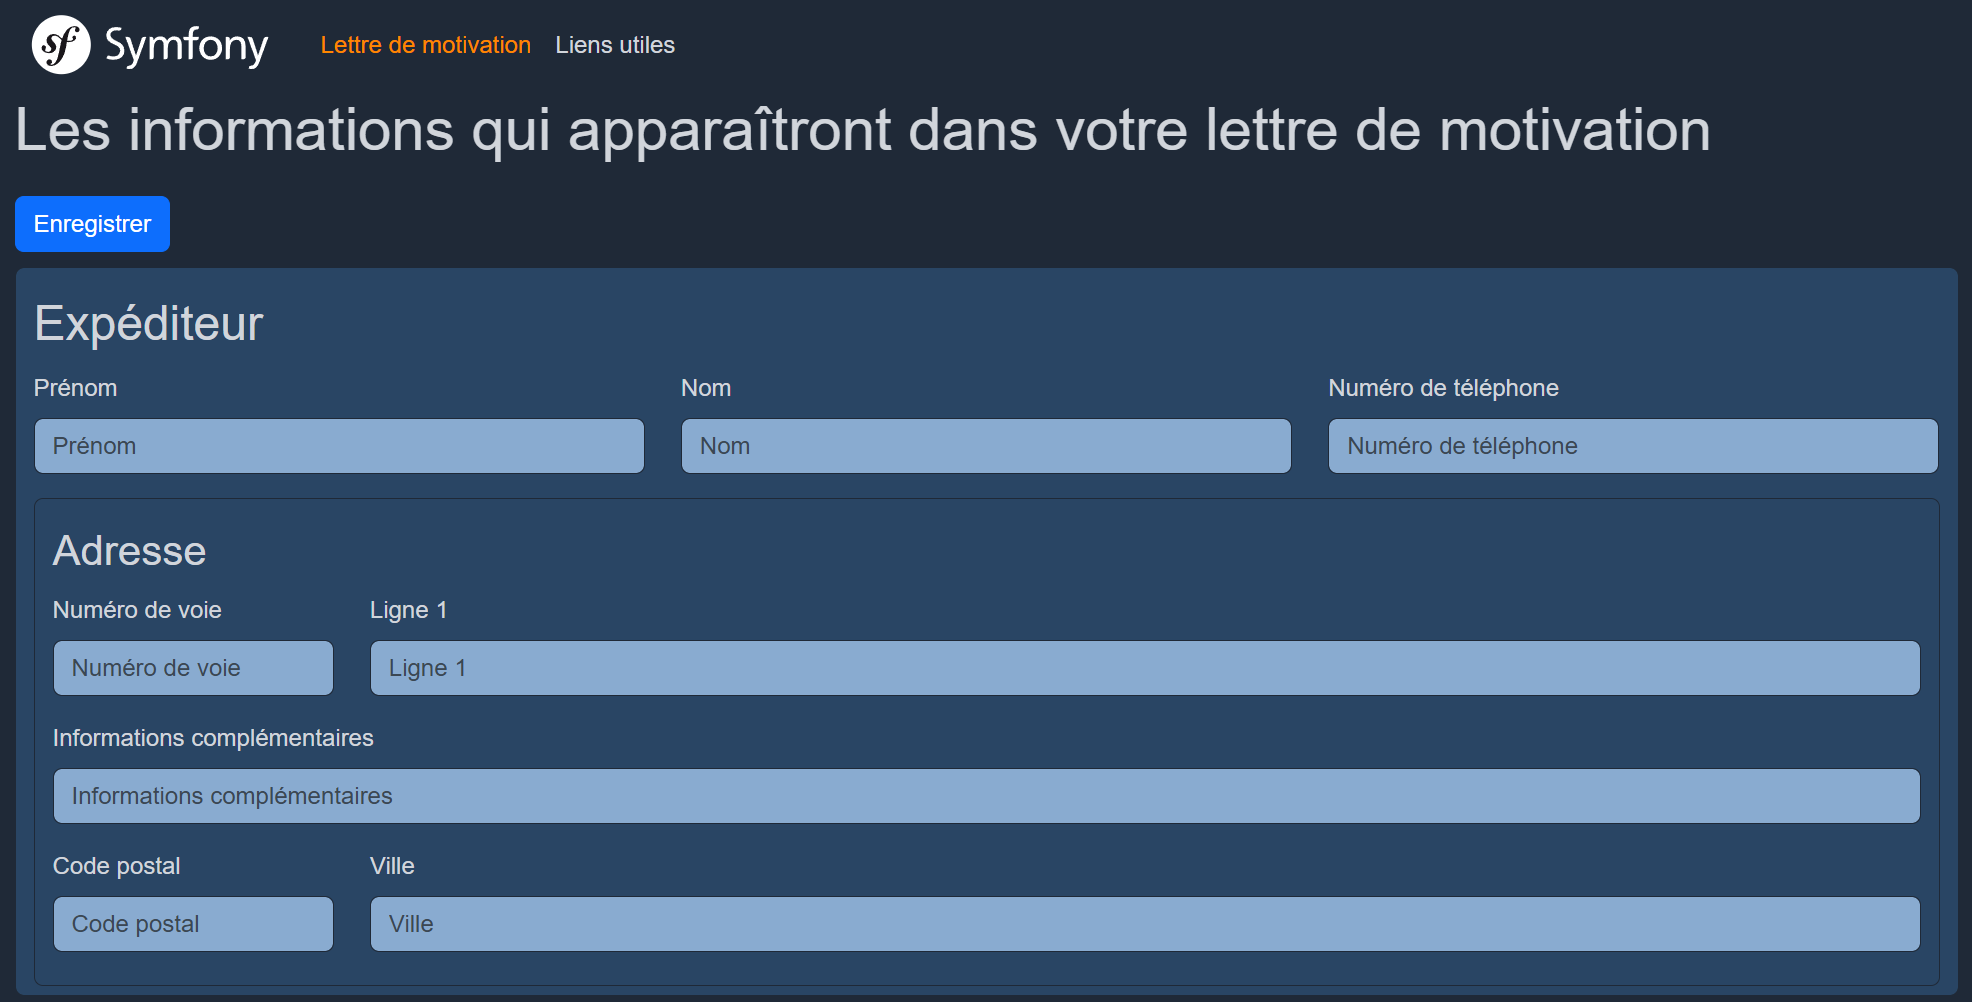 sf Symfony Lettre de motivation Liens utiles
Les informations qui apparaîtront dans votre lettre de motivation
Enregistrer
Expéditeur
Prénom Nom Numéro de téléphone
Prénom Nom Numéro de téléphone
Adresse
Numéro de voie Ligne 1
Numéro de voie Ligne 1
Informations complémentaires
Informations complémentaires
Code postal Ville
Code postal Ville